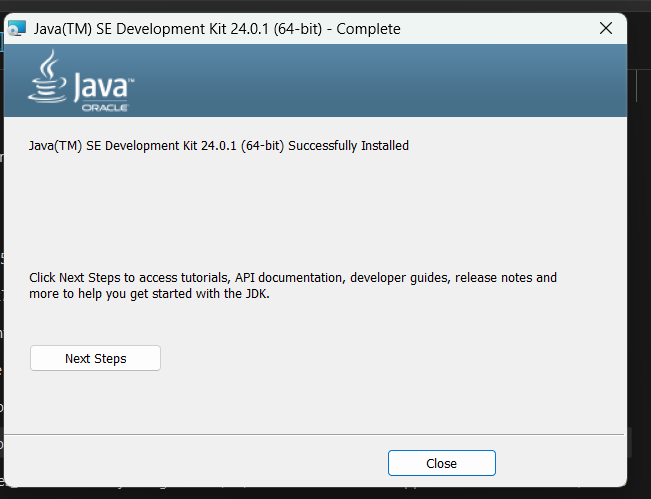 Java(TM) SE Development Kit 24.0.1 (64-bit) - Complete
Java™
ORACLE
Java(TM) SE Development Kit 24.0.1 (64-bit) Successfully Installed
Click Next Steps to access tutorials, API documentation, developer guides, release notes and
more to help you get started with the JDK.
Next Steps
Close